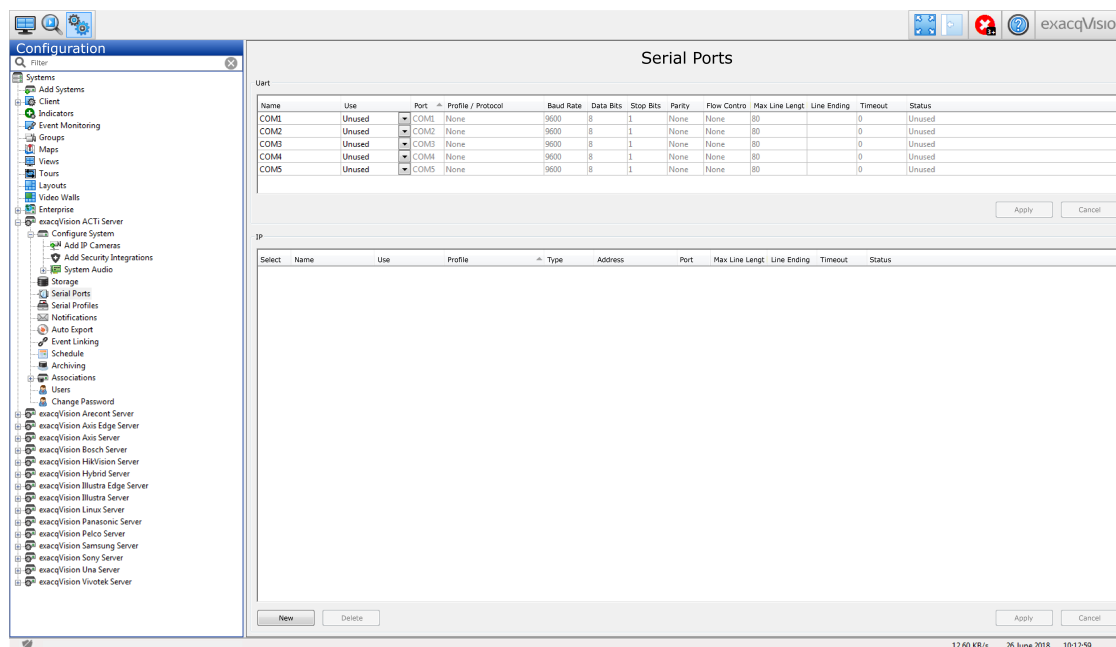 exacqVisio
Configuration
Filter
Systems
Add Systems
Client
Indicators
Event Monitoring
Groups
Maps
Views
Tours
Layouts
Video Walls
Enterprise
exacqVision ACTi Server
Configure System
Add IP Cameras
Add Security Integrations
System Audio
Storage
Serial Ports
Serial Profiles
Notifications
Auto Export
Event Linking
Schedule
Archiving
Associations
Users
Change Password
exacqVision Arecont Server
exacqVision Axis Edge Server
exacqVision Axis Server
exacqVision Bosch Server
exacqVision HikVision Server
exacqVision Hybrid Server
exacqVision Illustra Edge Server
exacqVision Illustra Server
exacqVision Linux Server
exacqVision Panasonic Server
exacqVision Pelco Server
exacqVision Samsung Server
exacqVision Sony Server
exacqVision Una Server
exacqVision Vivotek Server
Serial Ports
Uart
Name Use Port Profile / Protocol Baud Rate Data Bits Stop Bits Parity Flow Contro Max Line Lengt Line Ending Timeout Status
COM1 Unused COM1 None 9600 8 1 None None 80 0 Unused
COM2 Unused COM2 None 9600 8 1 None None 80 0 Unused
COM3 Unused COM3 None 9600 8 1 None None 80 0 Unused
COM4 Unused COM4 None 9600 8 1 None None 80 0 Unused
COM5 Unused COM5 None 9600 8 1 None None 80 0 Unused
Apply Cancel
IP
Select Name Use Profile Type Address Port Max Line Lengt Line Ending Timeout Status
New Delete Apply Cancel
12.60 KB/s 26 June 2018 10:12:59